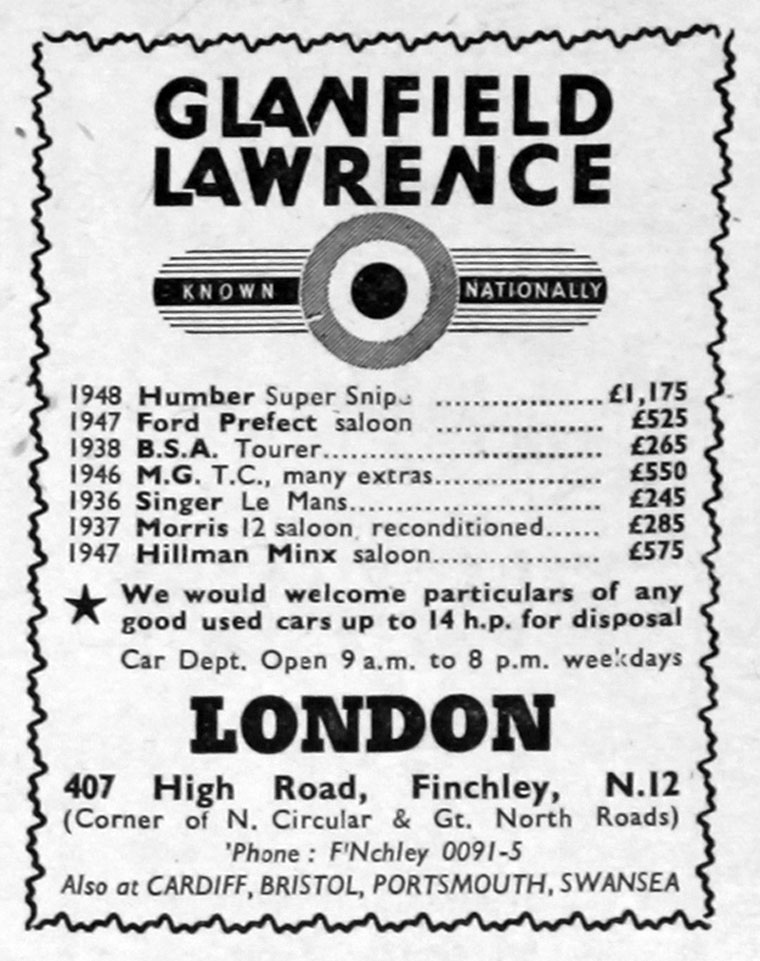 GLANFIELD
LAWRENCE
KNOWN NATIONALLY
1948 Humber Super Snipe ..................£1,175
1947 Ford Prefect saloon .................. £525
1938 B.S.A. Tourer.............................. £265
1946 M.G. T.C., many extras.................. £550
1936 Singer Le Mans........................... £245
1937 Morris 12 saloon, reconditioned...... £285
1947 Hillman Minx saloon.................. £575
★ We would welcome particulars of any
good used cars up to 14 h.p. for disposal
Car Dept. Open 9 a.m. to 8 p.m. weekdays
LONDON
407 High Road, Finchley, N.12
(Corner of N. Circular & Gt. North Roads)
'Phone : F'Nchley 0091-5
Also at CARDIFF, BRISTOL, PORTSMOUTH, SWANSEA